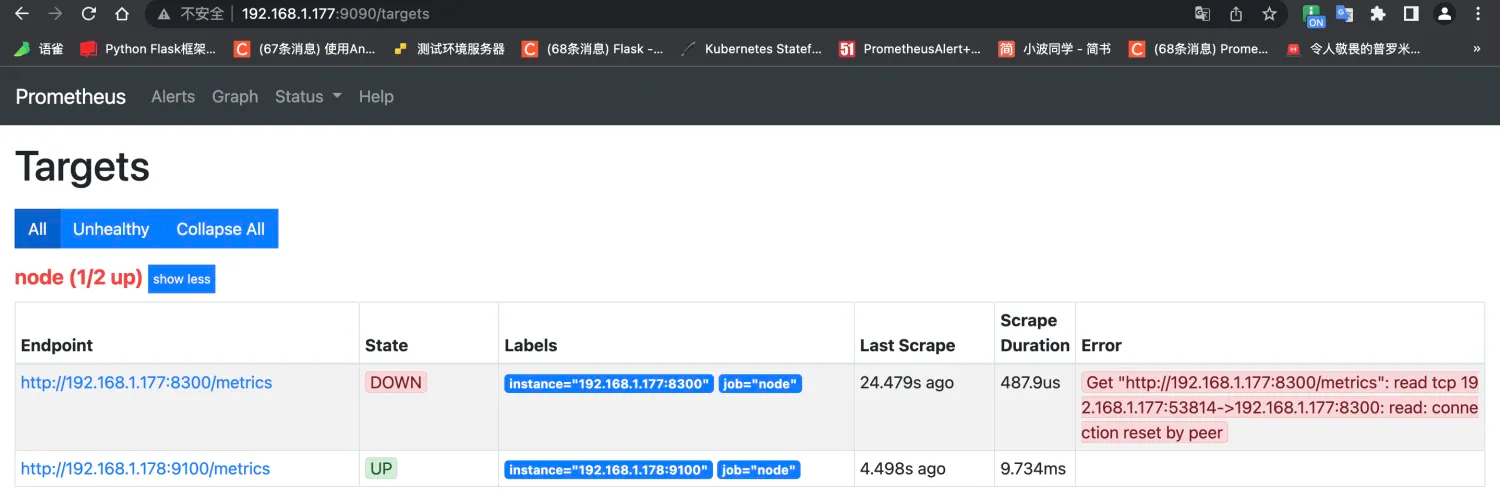 不安全 | 192.168.1.177:9090/targets
ON
语雀 Python Flask框架... (67条消息) 使用An... 测试环境服务器 (68条消息) Flask -... Kubernetes Statef... 51 PrometheusAlert+... 简 小波同学 - 简书 (68条消息) Prome... 令人敬畏的普罗米... »
Prometheus Alerts Graph Status Help
Targets
All Unhealthy Collapse All
node (1/2 up) show less
Endpoint State Labels Last Scrape Scrape Duration Error
http://192.168.1.177:8300/metrics DOWN instance="192.168.1.177:8300" job="node" 24.479s ago 487.9us Get "http://192.168.1.177:8300/metrics": read tcp 19
2.168.1.177:53814->192.168.1.177:8300: read: conne
ction reset by peer
http://192.168.1.178:9100/metrics UP instance="192.168.1.178:9100" job="node" 4.498s ago 9.734ms